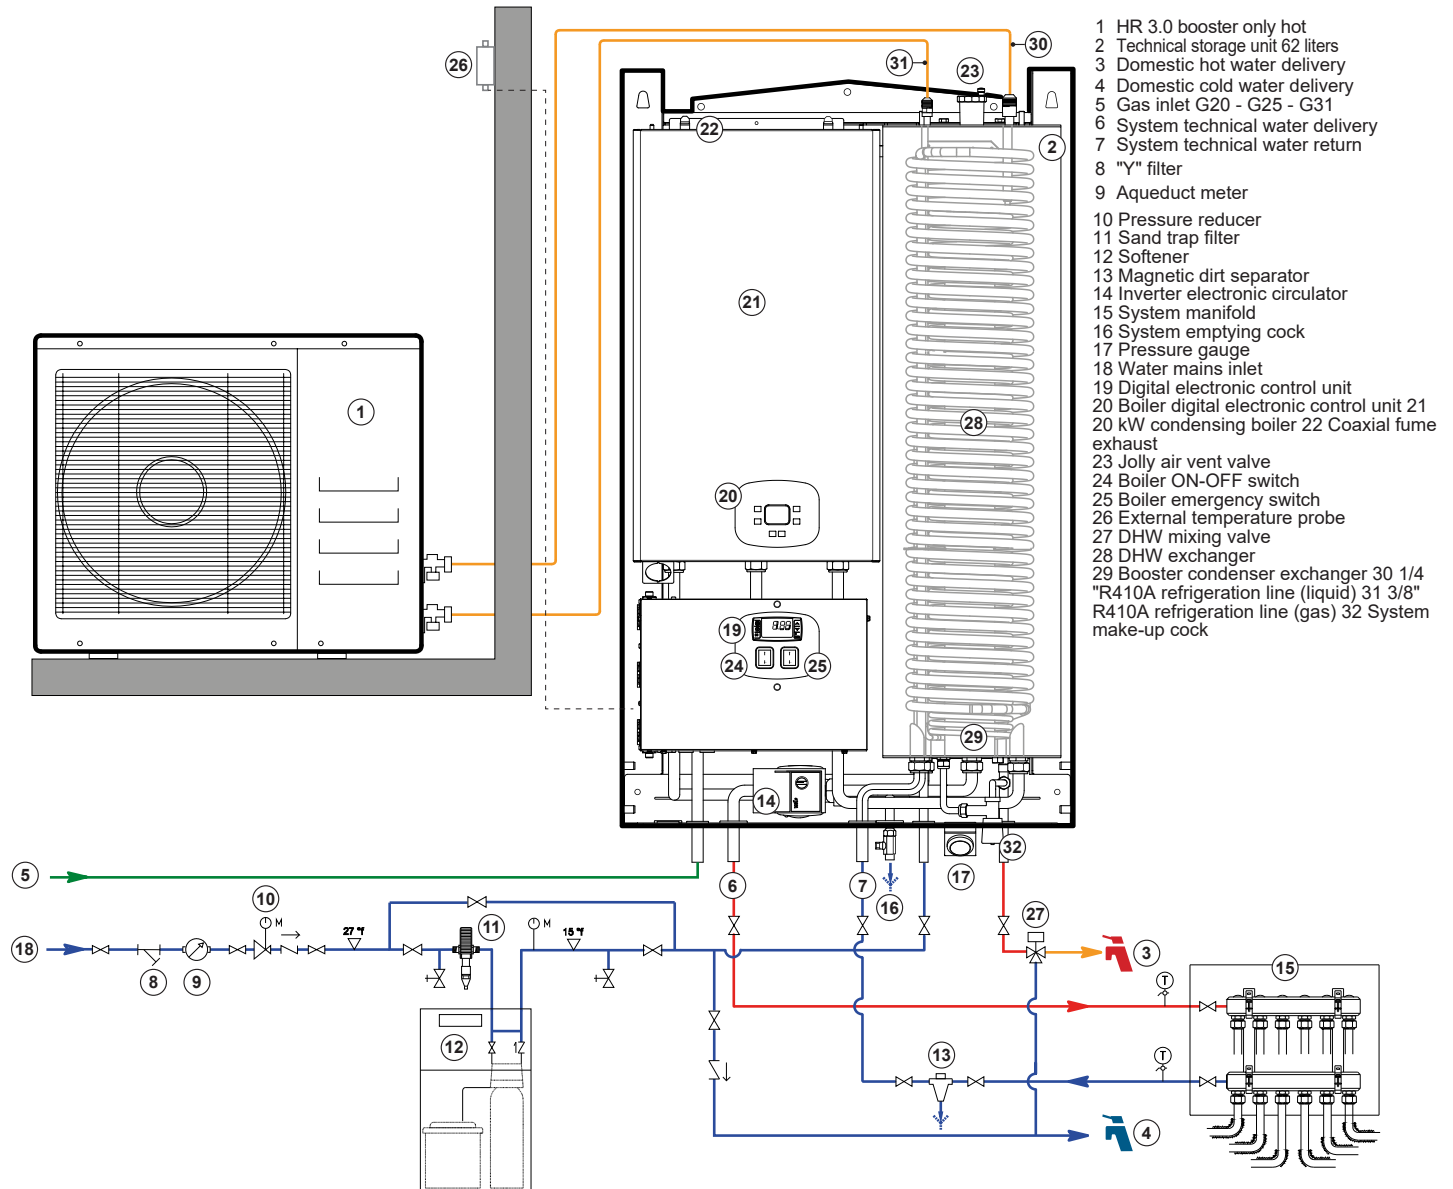 1 HR 3.0 booster only hot
2 Technical storage unit 62 liters
3 Domestic hot water delivery
4 Domestic cold water delivery
5 Gas inlet G20 - G25 - G31
6 System technical water delivery
7 System technical water return
8 "Y" filter
9 Aqueduct meter
10 Pressure reducer
11 Sand trap filter
12 Softener
13 Magnetic dirt separator
14 Inverter electronic circulator
15 System manifold
16 System emptying cock
17 Pressure gauge
18 Water mains inlet
19 Digital electronic control unit
20 Boiler digital electronic control unit 21
20 kW condensing boiler 22 Coaxial fume
exhaust
23 Jolly air vent valve
24 Boiler ON-OFF switch
25 Boiler emergency switch
26 External temperature probe
27 DHW mixing valve
28 DHW exchanger
29 Booster condenser exchanger 30 1/4
"R410A refrigeration line (liquid) 31 3/8"
R410A refrigeration line (gas) 32 System
make-up cock
26
30
31
23
22
2
21
1
28
20
19
24
25
29
14
32
5
6
7
17
16
10
M
11
M
27
27 °f
15 °f
18
8
9
3
15
T
12
1
13
T
4